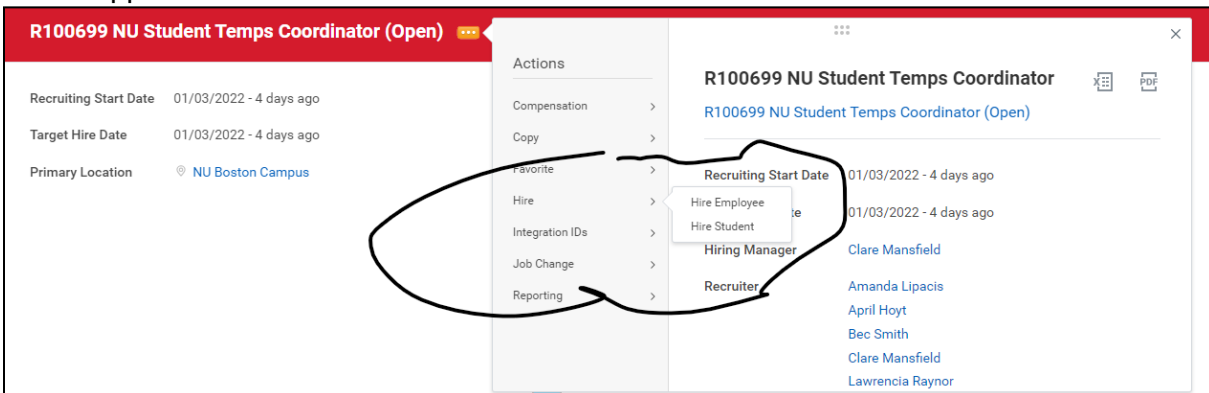 R100699 NU Student Temps Coordinator (Open)
Recruiting Start Date 01/03/2022 - 4 days ago
Target Hire Date 01/03/2022 - 4 days ago
Primary Location NU Boston Campus
Actions
Compensation
Copy
Favorite
Hire
Integration IDs
Job Change
Reporting
Hire Employee
Hire Student
R100699 NU Student Temps Coordinator
PDF
R100699 NU Student Temps Coordinator (Open)
Recruiting Start Date 01/03/2022 - 4 days ago
01/03/2022 - 4 days ago
Hiring Manager Clare Mansfield
Recruiter Amanda Lipacis
April Hoyt
Bec Smith
Clare Mansfield
Lawrencia Raynor